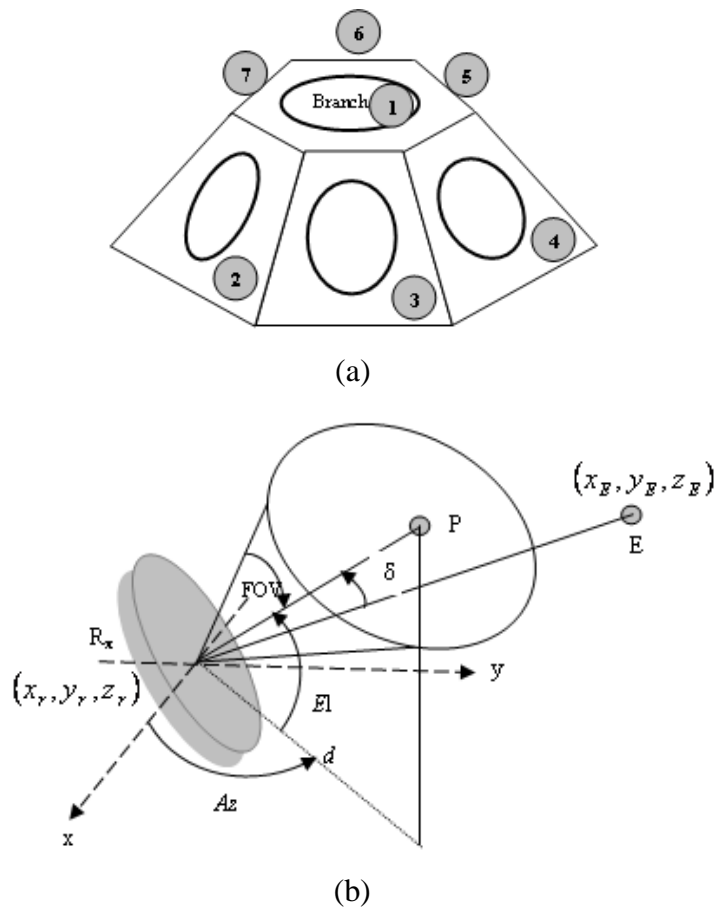 6
7
5
Branch 1
2
3
4
(a)
(x_E, y_E, z_E)
P
E
δ
FOV
R_x
(x_r, y_r, z_r)
y
El
d
Az
x
(b)